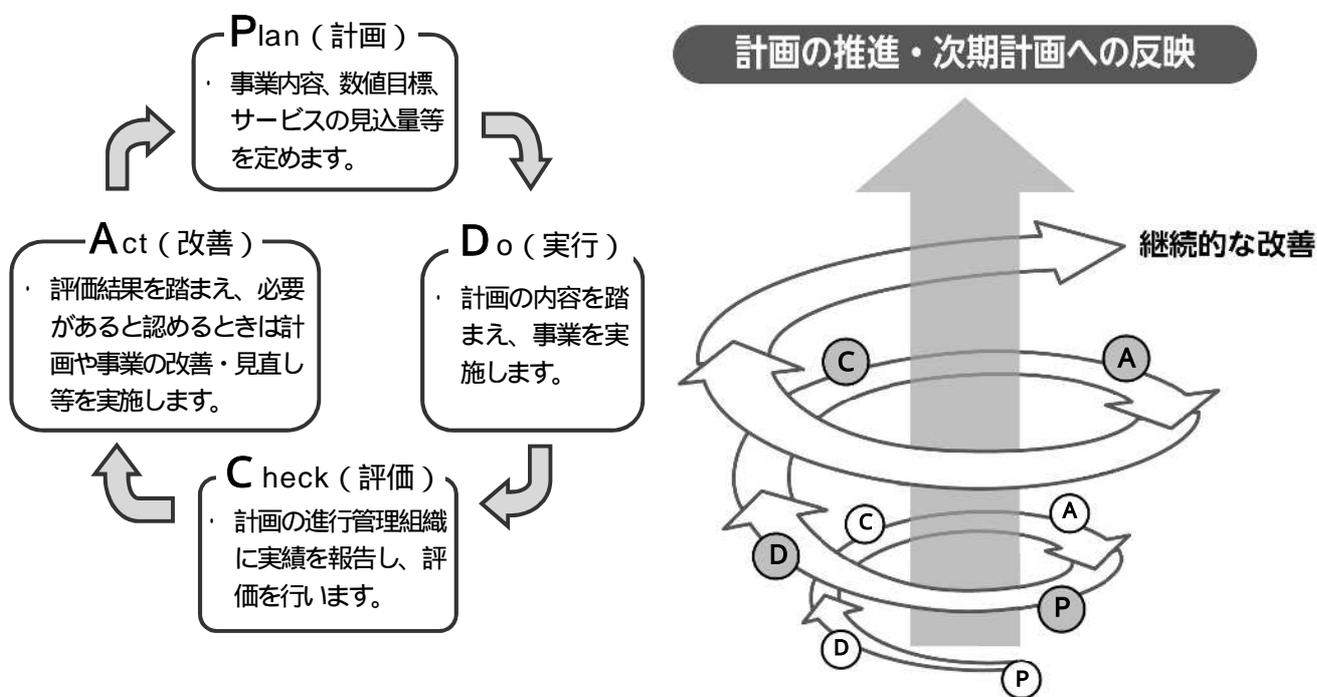 Plan（計画）
・ 事業内容、数値目標、
サービスの見込量等
を定めます。
Act（改善）
・ 評価結果を踏まえ、必要
があると認めるときは計
画や事業の改善・見直し
等を実施します。
Do（実行）
・ 計画の内容を踏
まえ、事業を実
施します。
Check（評価）
・ 計画の進行管理組織
に実績を報告し、評
価を行います。
計画の推進・次期計画への反映
継続的な改善
C
A
C
A
D
P
D
P